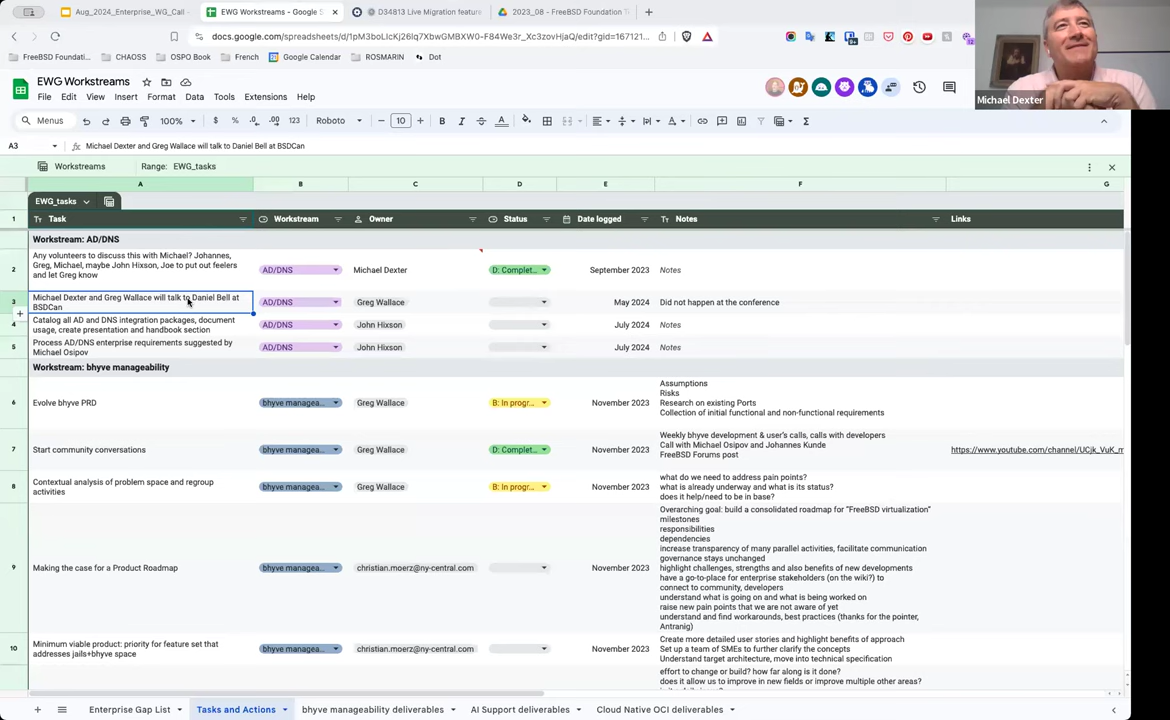 Aug_2024_Enterprise_WG_Call -
EWG Workstreams - Google S
D34813 Live Migration feature
2023_08 - FreeBSD Foundation T
FreeBSD Foundati...
CHAOSS
OSPO Book
French
Google Calendar
ROSMARIN
Dot
EWG Workstreams
File Edit View Insert Format Data Tools Extensions Help
Menus
100%
$ % .0 .00 123
Roboto
10
A3
Michael Dexter and Greg Wallace will talk to Daniel Bell at BSDCan
Workstreams
Range: EWG_tasks
A B C D E F G
EWG_tasks
1 Task Workstream Owner Status Date logged Notes Links
Workstream: AD/DNS
2
Any volunteers to discuss this with Michael? Johannes,
Greg, Michael, maybe John Hixson, Joe to put out feelers
and let Greg know
AD/DNS Michael Dexter D: Complet... September 2023 Notes
3
Michael Dexter and Greg Wallace will talk to Daniel Bell at
BSDCan
AD/DNS Greg Wallace May 2024 Did not happen at the conference
4
Catalog all AD and DNS integration packages, document
usage, create presentation and handbook section
AD/DNS John Hixson July 2024 Notes
5
Process AD/DNS enterprise requirements suggested by
Michael Osipov
AD/DNS John Hixson July 2024 Notes
Workstream: bhyve manageability
6
Evolve bhyve PRD
bhyve managea... Greg Wallace B: In progr... November 2023
Assumptions
Risks
Research on existing Ports
Collection of initial functional and non-functional requirements
7
Start community conversations
bhyve managea... Greg Wallace D: Complet... November 2023
Weekly bhyve development & user's calls, calls with developers
Call with Michael Osipov and Johannes Kunde
FreeBSD Forums post
https://www.youtube.com/channel/UCjk_VuK_m
8
Contextual analysis of problem space and regroup
activities
bhyve managea... Greg Wallace B: In progr... November 2023
what do we need to address pain points?
what is already underway and what is its status?
does it help/need to be in base?
9
Making the case for a Product Roadmap
bhyve managea... christian.moerz@ny-central.com November 2023
Overarching goal: build a consolidated roadmap for "FreeBSD virtualization"
milestones
responsibilities
dependencies
increase transparency of many parallel activities, facilitate communication
governance stays unchanged
highlight challenges, strengths and also benefits of new developments
have a go-to-place for enterprise stakeholders (on the wiki?) to
connect to community, developers
understand what is going on and what is being worked on
raise new pain points that we are not aware of yet
understand and find workarounds, best practices (thanks for the pointer,
Antranig)
10
Minimum viable product: priority for feature set that
addresses jails+bhyve space
bhyve managea... christian.moerz@ny-central.com November 2023
Create more detailed user stories and highlight benefits of approach
Set up a team of SMEs to further clarify the concepts
Understand target architecture, move into technical specification
effort to change or build? how far along is it done?
does it allow us to improve in new fields or improve multiple other areas?
Enterprise Gap List
Tasks and Actions
bhyve manageability deliverables
AI Support deliverables
Cloud Native OCI deliverables
Michael Dexter